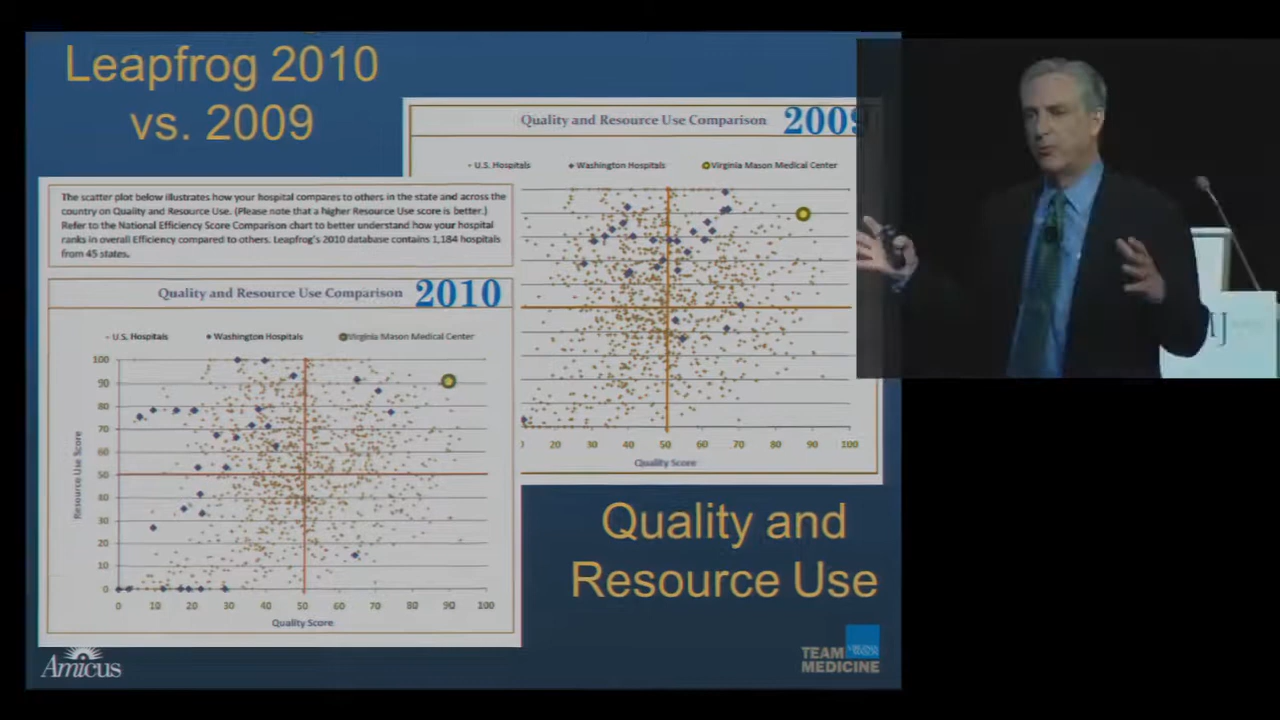 Leapfrog 2010
vs. 2009
Quality and Resource Use Comparison 2009
U.S. Hospitals Washington Hospitals Virginia Mason Medical Center
30 40 50 60 70 80 90 100
Quality Score
The scatter plot below illustrates how your hospital compares to others in the state and across the
country on Quality and Resource Use. (Please note that a higher Resource Use score is better.)
Refer to the National Efficiency Score Comparison chart to better understand how your hospital
ranks in overall Efficiency compared to others. Leapfrog's 2010 database contains 1,184 hospitals
from 45 states.
Quality and Resource Use Comparison 2010
U.S. Hospitals Washington Hospitals Virginia Mason Medical Center
100
90
80
70
60
50
40
30
20
10
0
Resource Use Score
0 10 20 30 40 50 60 70 80 90 100
Quality Score
Quality and
Resource Use
Amicus
TEAM
MEDICINE